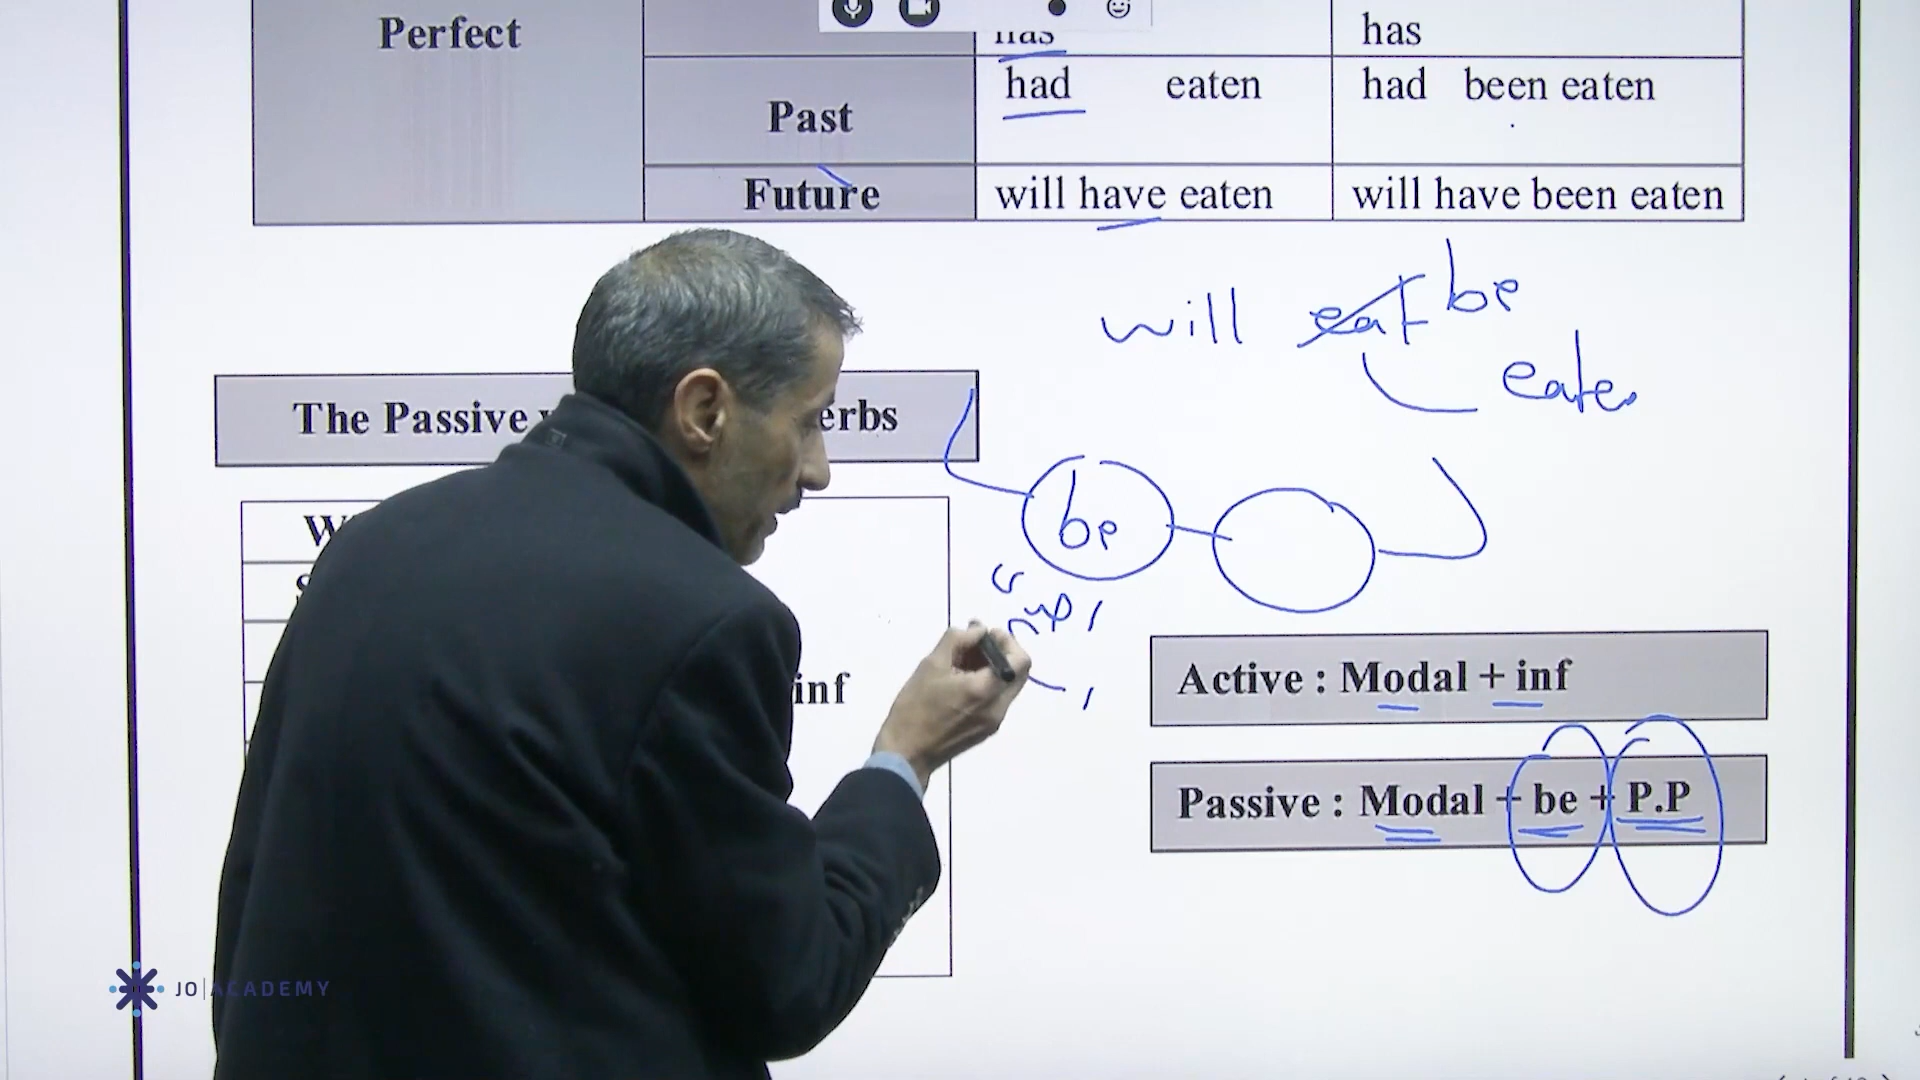 Perfect
has
has
Past
had eaten
had been eaten
Future
will have eaten
will have been eaten
will eat be
eaten
The Passive
be
inf
Active : Modal + inf
Passive : Modal + be + P.P
JO|ACADEMY